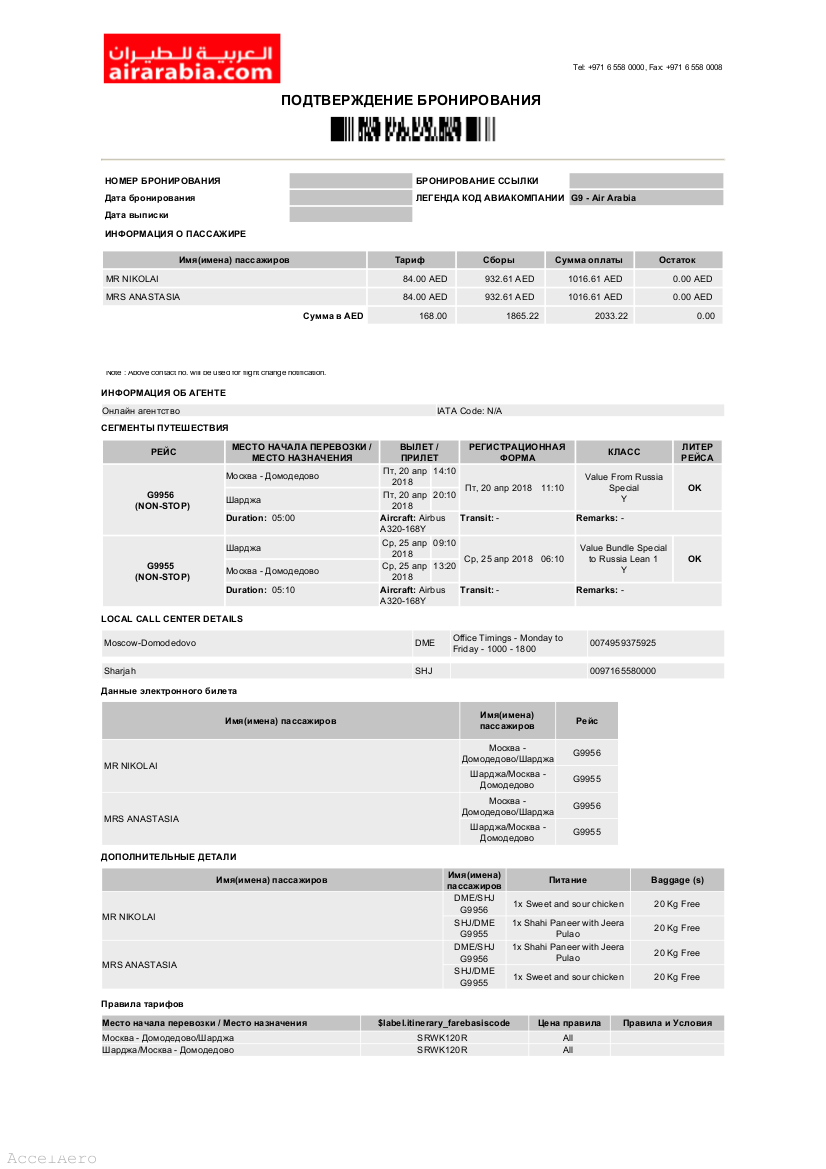 العربية للطيران
airarabia.com
Tel: +971 6 558 0000, Fax: +971 6 558 0008
ПОДТВЕРЖДЕНИЕ БРОНИРОВАНИЯ
НОМЕР БРОНИРОВАНИЯ БРОНИРОВАНИЕ ССЫЛКИ
Дата бронирования ЛЕГЕНДА КОД АВИАКОМПАНИИ G9 - Air Arabia
Дата выписки
ИНФОРМАЦИЯ О ПАССАЖИРЕ
Имя(имена) пассажиров Тариф Сборы Сумма оплаты Остаток
MR NIKOLAI 84.00 AED 932.61 AED 1016.61 AED 0.00 AED
MRS ANASTASIA 84.00 AED 932.61 AED 1016.61 AED 0.00 AED
Сумма в AED 168.00 1865.22 2033.22 0.00
Note : Above contact no. will be used for flight change notification.
ИНФОРМАЦИЯ ОБ АГЕНТЕ
Онлайн агентство IATA Code: N/A
СЕГМЕНТЫ ПУТЕШЕСТВИЯ
РЕЙС МЕСТО НАЧАЛА ПЕРЕВОЗКИ / МЕСТО НАЗНАЧЕНИЯ ВЫЛЕТ / ПРИЛЕТ РЕГИСТРАЦИОННАЯ ФОРМА КЛАСС ЛИТЕР РЕЙСА
G9956 (NON-STOP)
Москва - Домодедово Пт, 20 апр 2018 14:10
Шарджа Пт, 20 апр 2018 20:10
Пт, 20 апр 2018 11:10
Value From Russia Special Y
OK
Duration: 05:00 Aircraft: Airbus A320-168Y Transit: - Remarks: -
G9955 (NON-STOP)
Шарджа Ср, 25 апр 2018 09:10
Москва - Домодедово Ср, 25 апр 2018 13:20
Ср, 25 апр 2018 06:10
Value Bundle Special to Russia Lean 1 Y
OK
Duration: 05:10 Aircraft: Airbus A320-168Y Transit: - Remarks: -
LOCAL CALL CENTER DETAILS
Moscow-Domodedovo DME Office Timings - Monday to Friday - 1000 - 1800 0074959375925
Sharjah SHJ 0097165580000
Данные электронного билета
Имя(имена) пассажиров Имя(имена) пассажиров Рейс
MR NIKOLAI
Москва - Домодедово/Шарджа G9956
Шарджа/Москва - Домодедово G9955
MRS ANASTASIA
Москва - Домодедово/Шарджа G9956
Шарджа/Москва - Домодедово G9955
ДОПОЛНИТЕЛЬНЫЕ ДЕТАЛИ
Имя(имена) пассажиров Имя(имена) пассажиров Питание Baggage (s)
MR NIKOLAI
DME/SHJ G9956 1x Sweet and sour chicken 20 Kg Free
SHJ/DME G9955 1x Shahi Paneer with Jeera Pulao 20 Kg Free
MRS ANASTASIA
DME/SHJ G9956 1x Shahi Paneer with Jeera Pulao 20 Kg Free
SHJ/DME G9955 1x Sweet and sour chicken 20 Kg Free
Правила тарифов
Место начала перевозки / Место назначения $label.itinerary_farebasiscode Цена правила Правила и Условия
Москва - Домодедово/Шарджа SRWK120R All
Шарджа/Москва - Домодедово SRWK120R All
AccelAero